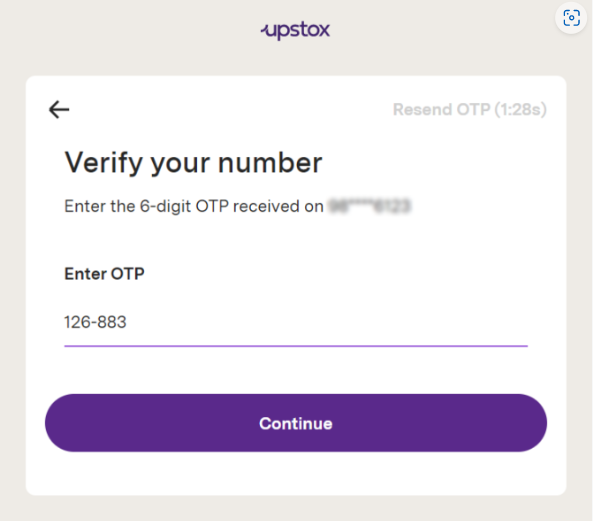 upstox
Resend OTP (1:28s)
Verify your number
Enter the 6-digit OTP received on
Enter OTP
126-883
Continue